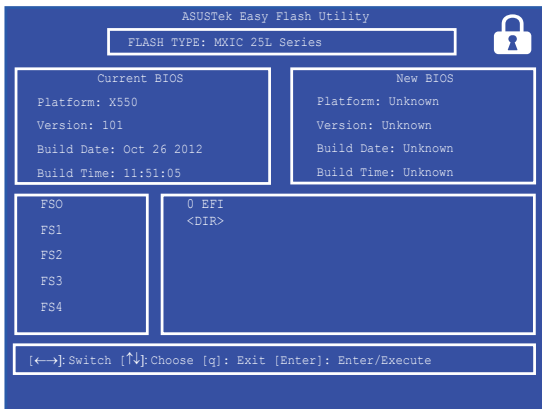 ASUSTek Easy Flash Utility
FLASH TYPE: MXIC 25L Series
Current BIOS
Platform: X550
Version: 101
Build Date: Oct 26 2012
Build Time: 11:51:05
New BIOS
Platform: Unknown
Version: Unknown
Build Date: Unknown
Build Time: Unknown
FSO
FS1
FS2
FS3
FS4
0 EFI
<DIR>
[←→]: Switch [↑↓]: Choose [q]: Exit [Enter]: Enter/Execute